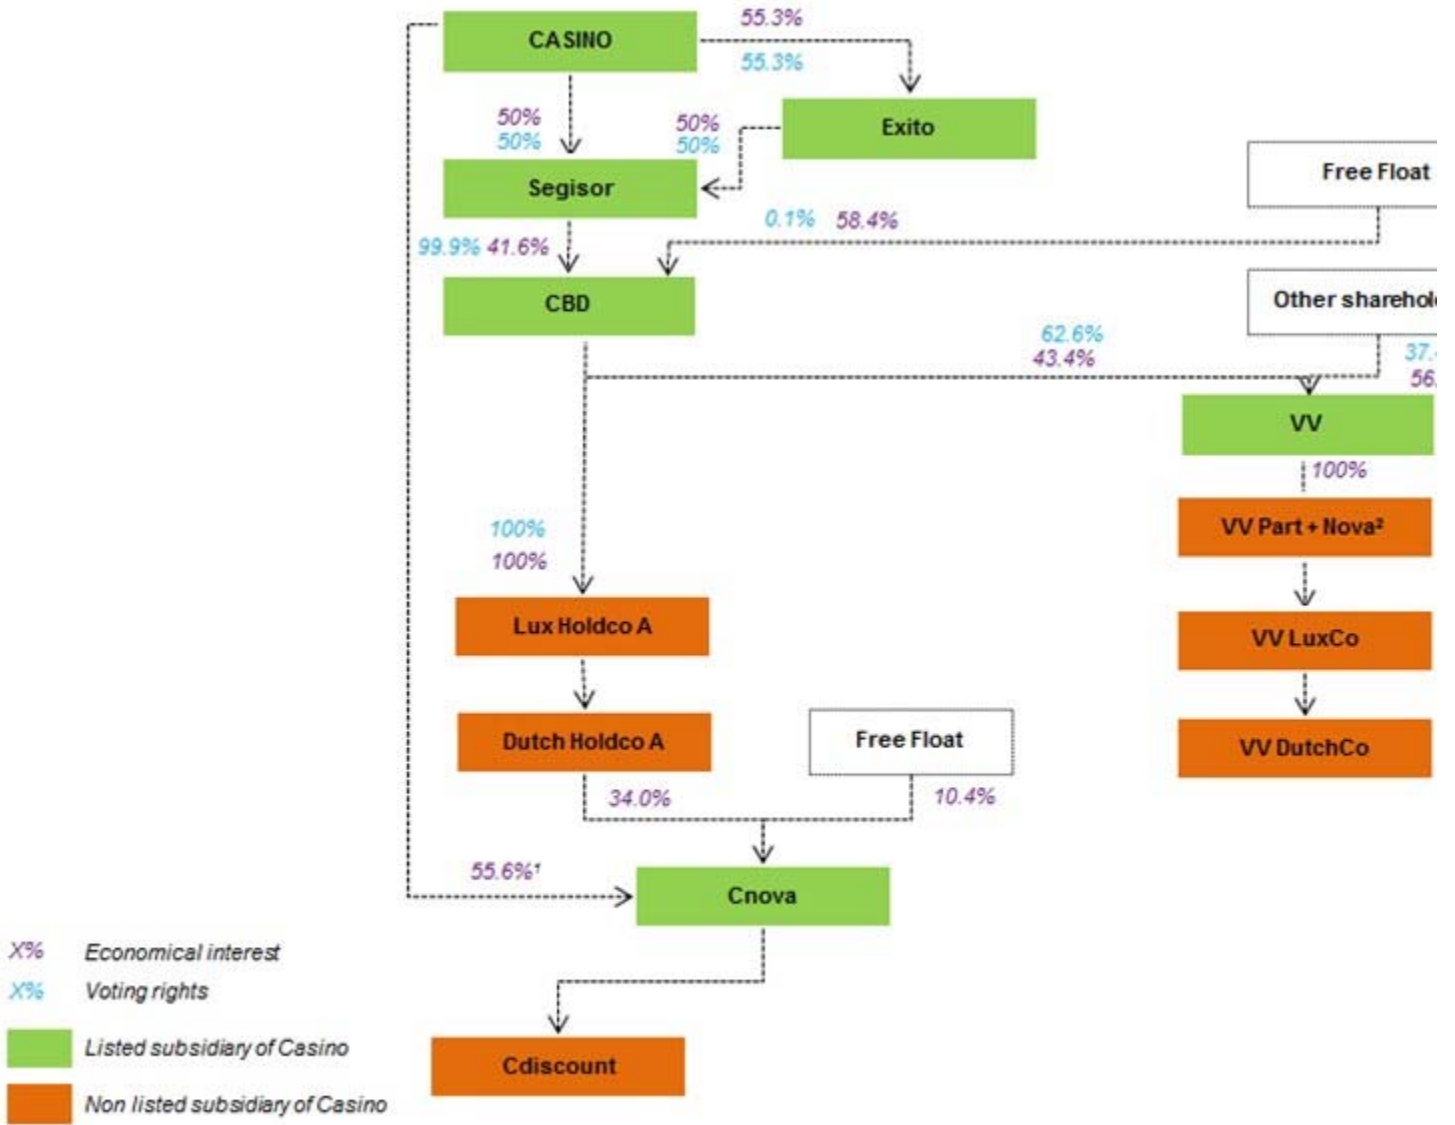 55.3%
CASINO
55.3%
50%
50%
50%
50%
Exito
Free Float
Segisor
0.1% 58.4%
99.9% 41.6%
CBD
Other
62.6%
43.4%
VV
100%
100%
100%
VV Part + Nova²
Lux Holdco A
VV LuxCo
Dutch Holdco A
Free Float
VV DutchCo
34.0%
10.4%
55.6%¹
Cnova
X% Economical interest
X% Voting rights
Listed subsidiary of Casino
Cdiscount
Non listed subsidiary of Casino